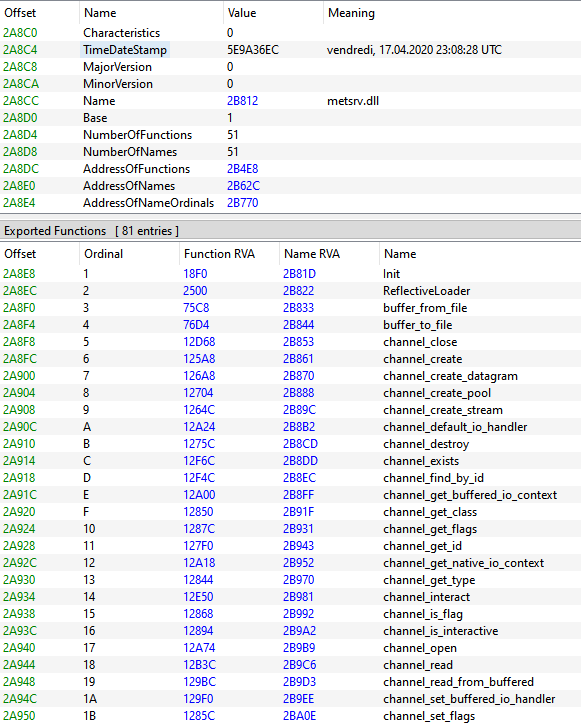 Offset Name Value Meaning
2A8C0 Characteristics 0
2A8C4 TimeDateStamp 5E9A36EC vendredi, 17.04.2020 23:08:28 UTC
2A8C8 MajorVersion 0
2A8CA MinorVersion 0
2A8CC Name 2B812 metsrv.dll
2A8D0 Base 1
2A8D4 NumberOfFunctions 51
2A8D8 NumberOfNames 51
2A8DC AddressOfFunctions 2B4E8
2A8E0 AddressOfNames 2B62C
2A8E4 AddressOfNameOrdinals 2B770
Exported Functions [ 81 entries ]
Offset Ordinal Function RVA Name RVA Name
2A8E8 1 18F0 2B81D Init
2A8EC 2 2500 2B822 ReflectiveLoader
2A8F0 3 75C8 2B833 buffer_from_file
2A8F4 4 76D4 2B844 buffer_to_file
2A8F8 5 12D68 2B853 channel_close
2A8FC 6 125A8 2B861 channel_create
2A900 7 126A8 2B870 channel_create_datagram
2A904 8 12704 2B888 channel_create_pool
2A908 9 1264C 2B89C channel_create_stream
2A90C A 12A24 2B8B2 channel_default_io_handler
2A910 B 1275C 2B8CD channel_destroy
2A914 C 12F6C 2B8DD channel_exists
2A918 D 12F4C 2B8EC channel_find_by_id
2A91C E 12A00 2B8FF channel_get_buffered_io_context
2A920 F 12850 2B91F channel_get_class
2A924 10 1287C 2B931 channel_get_flags
2A928 11 127F0 2B943 channel_get_id
2A92C 12 12A18 2B952 channel_get_native_io_context
2A930 13 12844 2B970 channel_get_type
2A934 14 12E50 2B981 channel_interact
2A938 15 12868 2B992 channel_is_flag
2A93C 16 12894 2B9A2 channel_is_interactive
2A940 17 12A74 2B9B9 channel_open
2A944 18 12B3C 2B9C6 channel_read
2A948 19 129BC 2B9D3 channel_read_from_buffered
2A94C 1A 129F0 2B9EE channel_set_buffered_io_handler
2A950 1B 1285C 2BA0E channel_set_flags